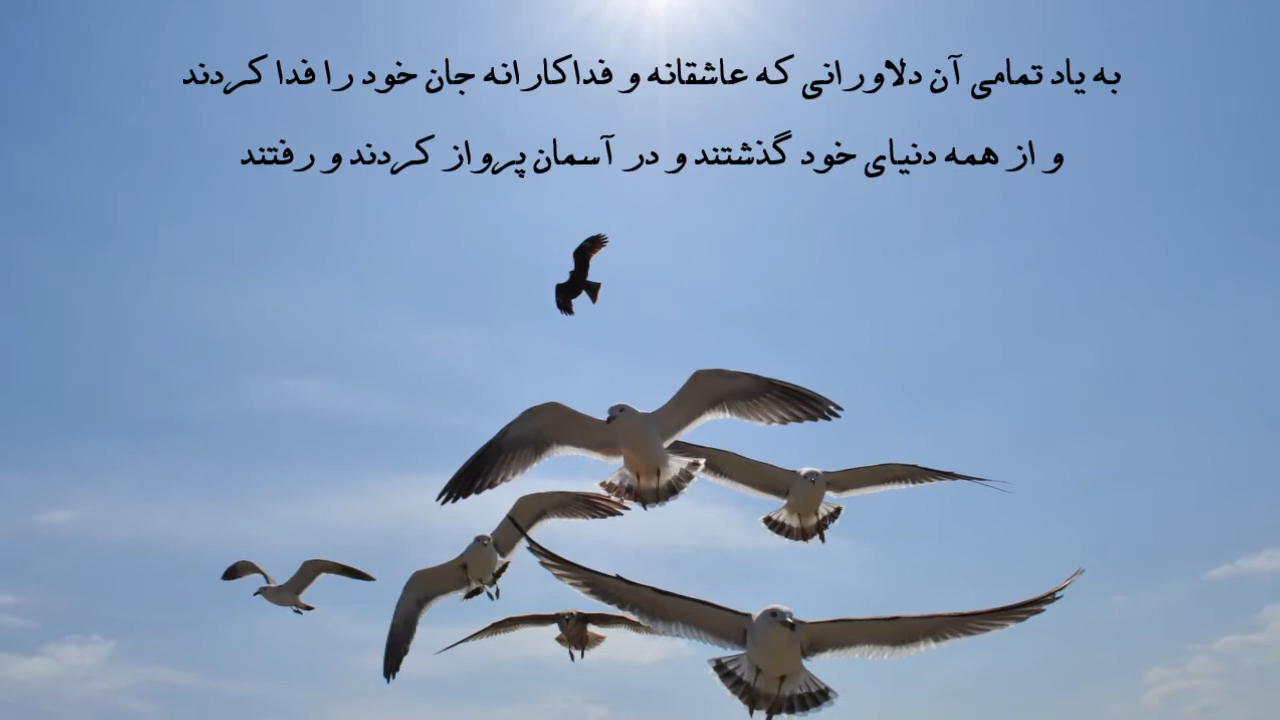 به یاد تمامی آن دلاورانی که عاشقانه و فداکارانه جان خود را فدا کردند
و از همه دنیای خود گذشتند و در آسمان پرواز کردند و رفتند